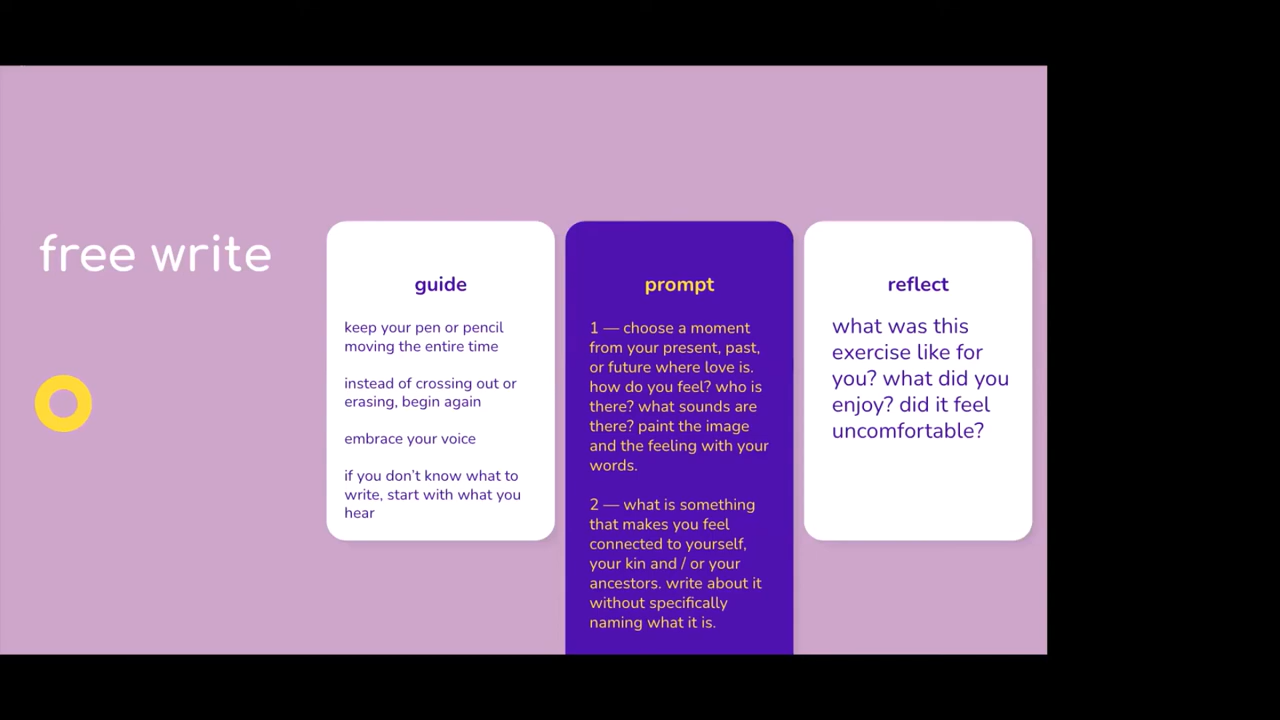 free write
guide
keep your pen or pencil
moving the entire time
instead of crossing out or
erasing, begin again
embrace your voice
if you don't know what to
write, start with what you
hear
prompt
1 — choose a moment
from your present, past,
or future where love is.
how do you feel? who is
there? what sounds are
there? paint the image
and the feeling with your
words.
2 — what is something
that makes you feel
connected to yourself,
your kin and / or your
ancestors. write about it
without specifically
naming what it is.
reflect
what was this
exercise like for
you? what did you
enjoy? did it feel
uncomfortable?